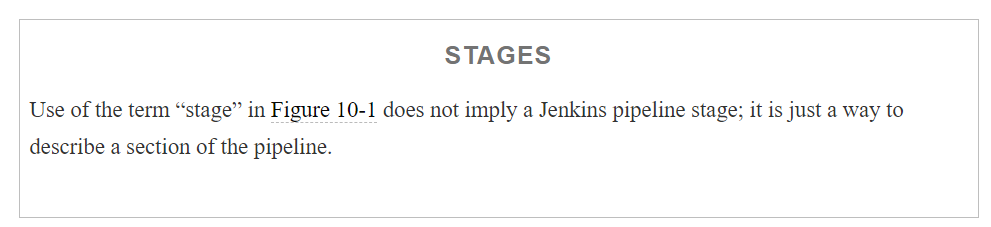 STAGES
Use of the term “stage” in Figure 10-1 does not imply a Jenkins pipeline stage; it is just a way to
describe a section of the pipeline.